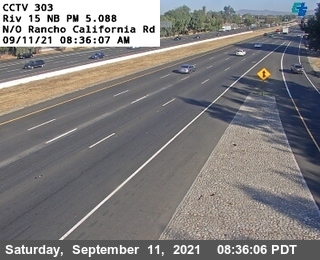 CCTV 303
Riv 15 NB PM 5.088
N/O Rancho California Rd
09/11/21 08:36:07 AM
Saturday, September 11, 2021 08:36:06 PDT